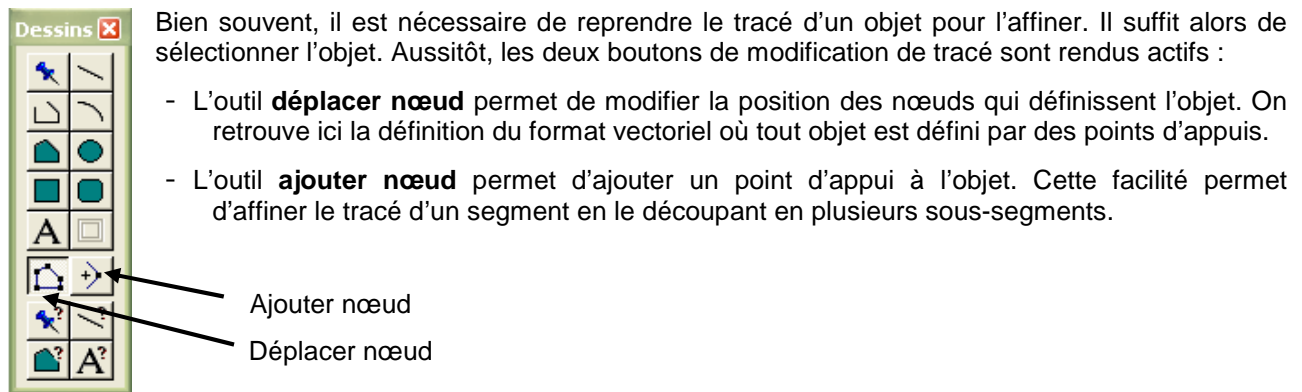 Dessins
Bien souvent, il est nécessaire de reprendre le tracé d’un objet pour l’affiner. Il suffit alors de
sélectionner l’objet. Aussitôt, les deux boutons de modification de tracé sont rendus actifs :
- L’outil déplacer nœud permet de modifier la position des nœuds qui définissent l’objet. On
retrouve ici la définition du format vectoriel où tout objet est défini par des points d’appuis.
- L’outil ajouter nœud permet d’ajouter un point d’appui à l’objet. Cette facilité permet
d’affiner le tracé d’un segment en le découpant en plusieurs sous-segments.
A
Ajouter nœud
? ?
Déplacer nœud
? A?